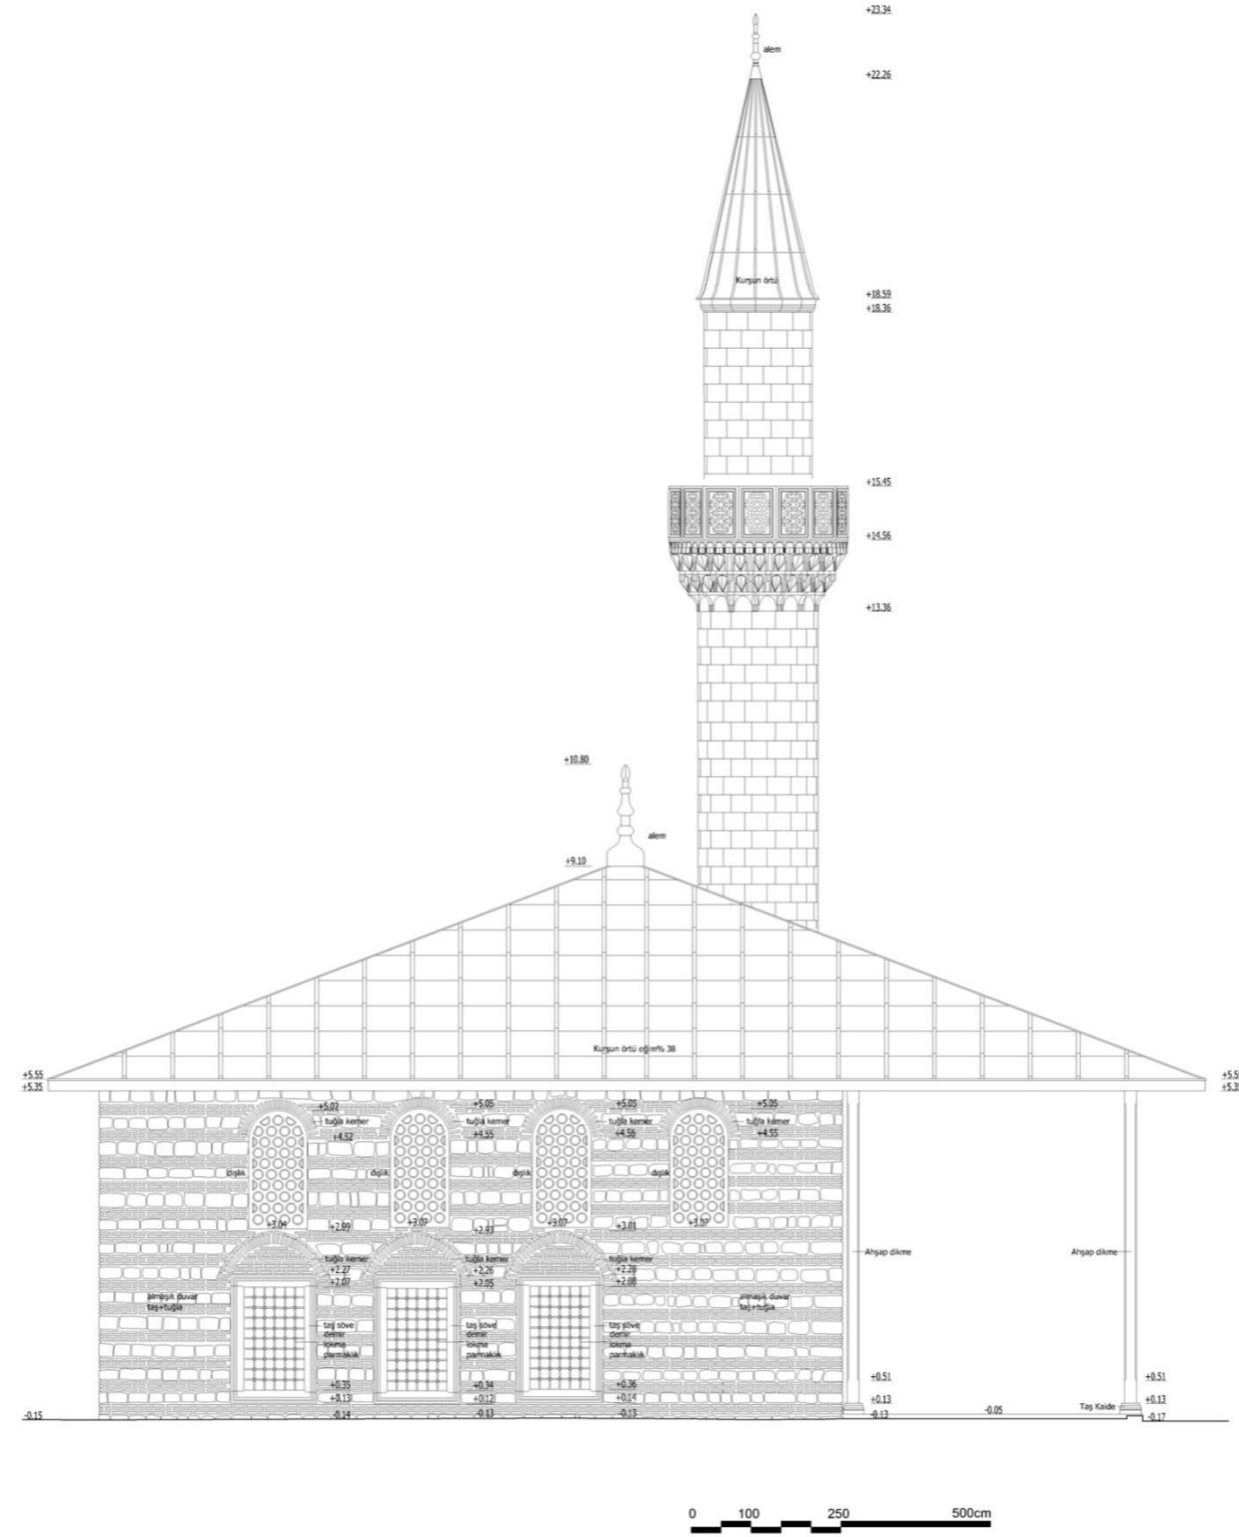 +23.34
alem
+22.26
Kurşun örtü
+18.59
+18.36
+15.45
+14.56
+13.36
+10.80
alem
+9.10
Kurşun örtü eğim% 38
+5.55
+5.35
+5.02 +5.05 +5.05 +5.05
tuğla kemer tuğla kemer tuğla kemer tuğla kemer
+4.52 +4.55 +4.56 +4.55
dışlık dışlık dışlık dışlık
+3.04 +2.99 +3.07 +2.93 +3.07 +3.01 +3.07
Ahşap dikme Ahşap dikme
tuğla kemer tuğla kemer tuğla kemer
+2.27 +2.26 +2.28
+2.07 +2.05 +2.08
almaşık duvar almaşık duvar
taş+tuğla taş+tuğla
taş söve taş söve taş söve
demir demir demir
lokma lokma lokma
parmaklık parmaklık parmaklık
+0.51 +0.51
+0.35 +0.34 +0.36
+0.13 +0.12 +0.14 +0.13 +0.13
Taş Kaide
-0.15 -0.14 -0.13 -0.13 -0.13 -0.05 -0.17
0 100 250 500cm